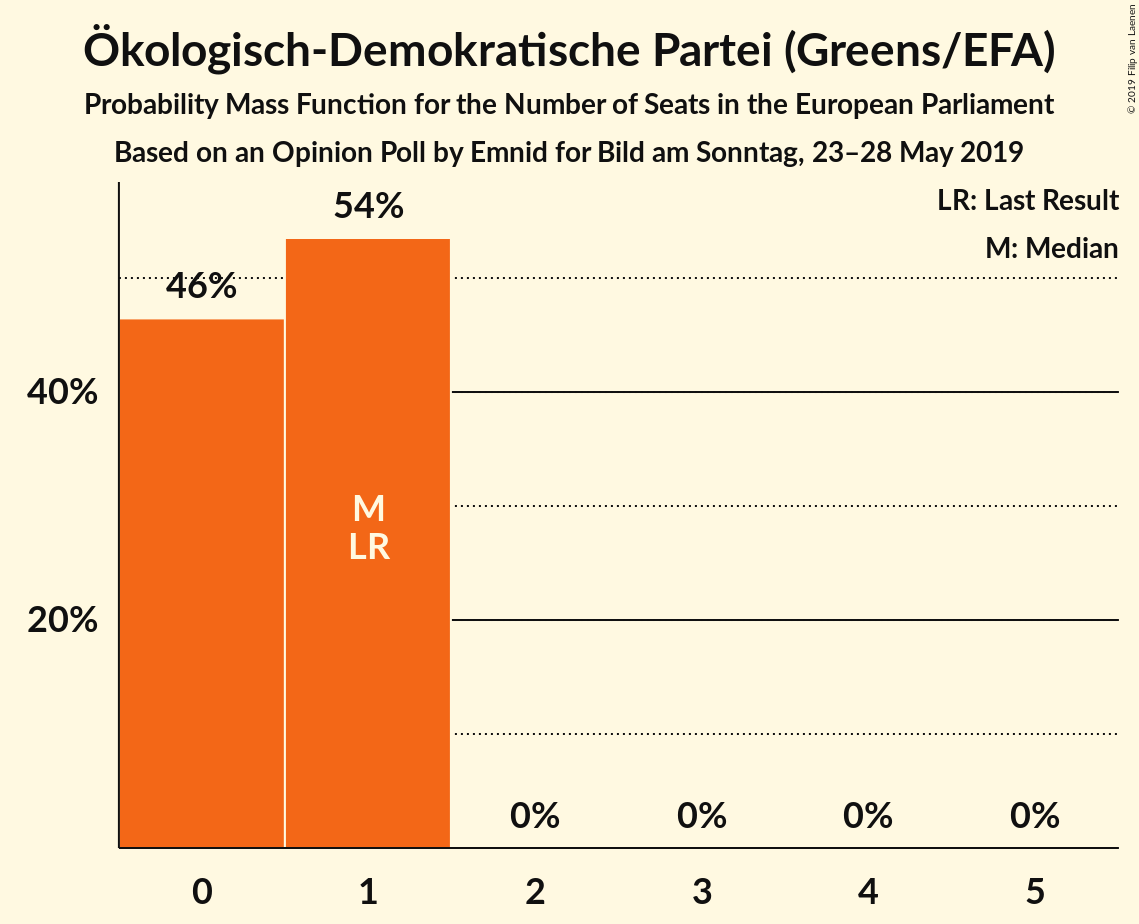 Ökologisch-Demokratische Partei (Greens/EFA)
Probability Mass Function for the Number of Seats in the European Parliament
Based on an Opinion Poll by Emnid for Bild am Sonntag, 23–28 May 2019
© 2019 Filip van Laenen
LR: Last Result
M: Median
54%
46%
40%
M
LR
20%
0% 0% 0% 0%
0 1 2 3 4 5